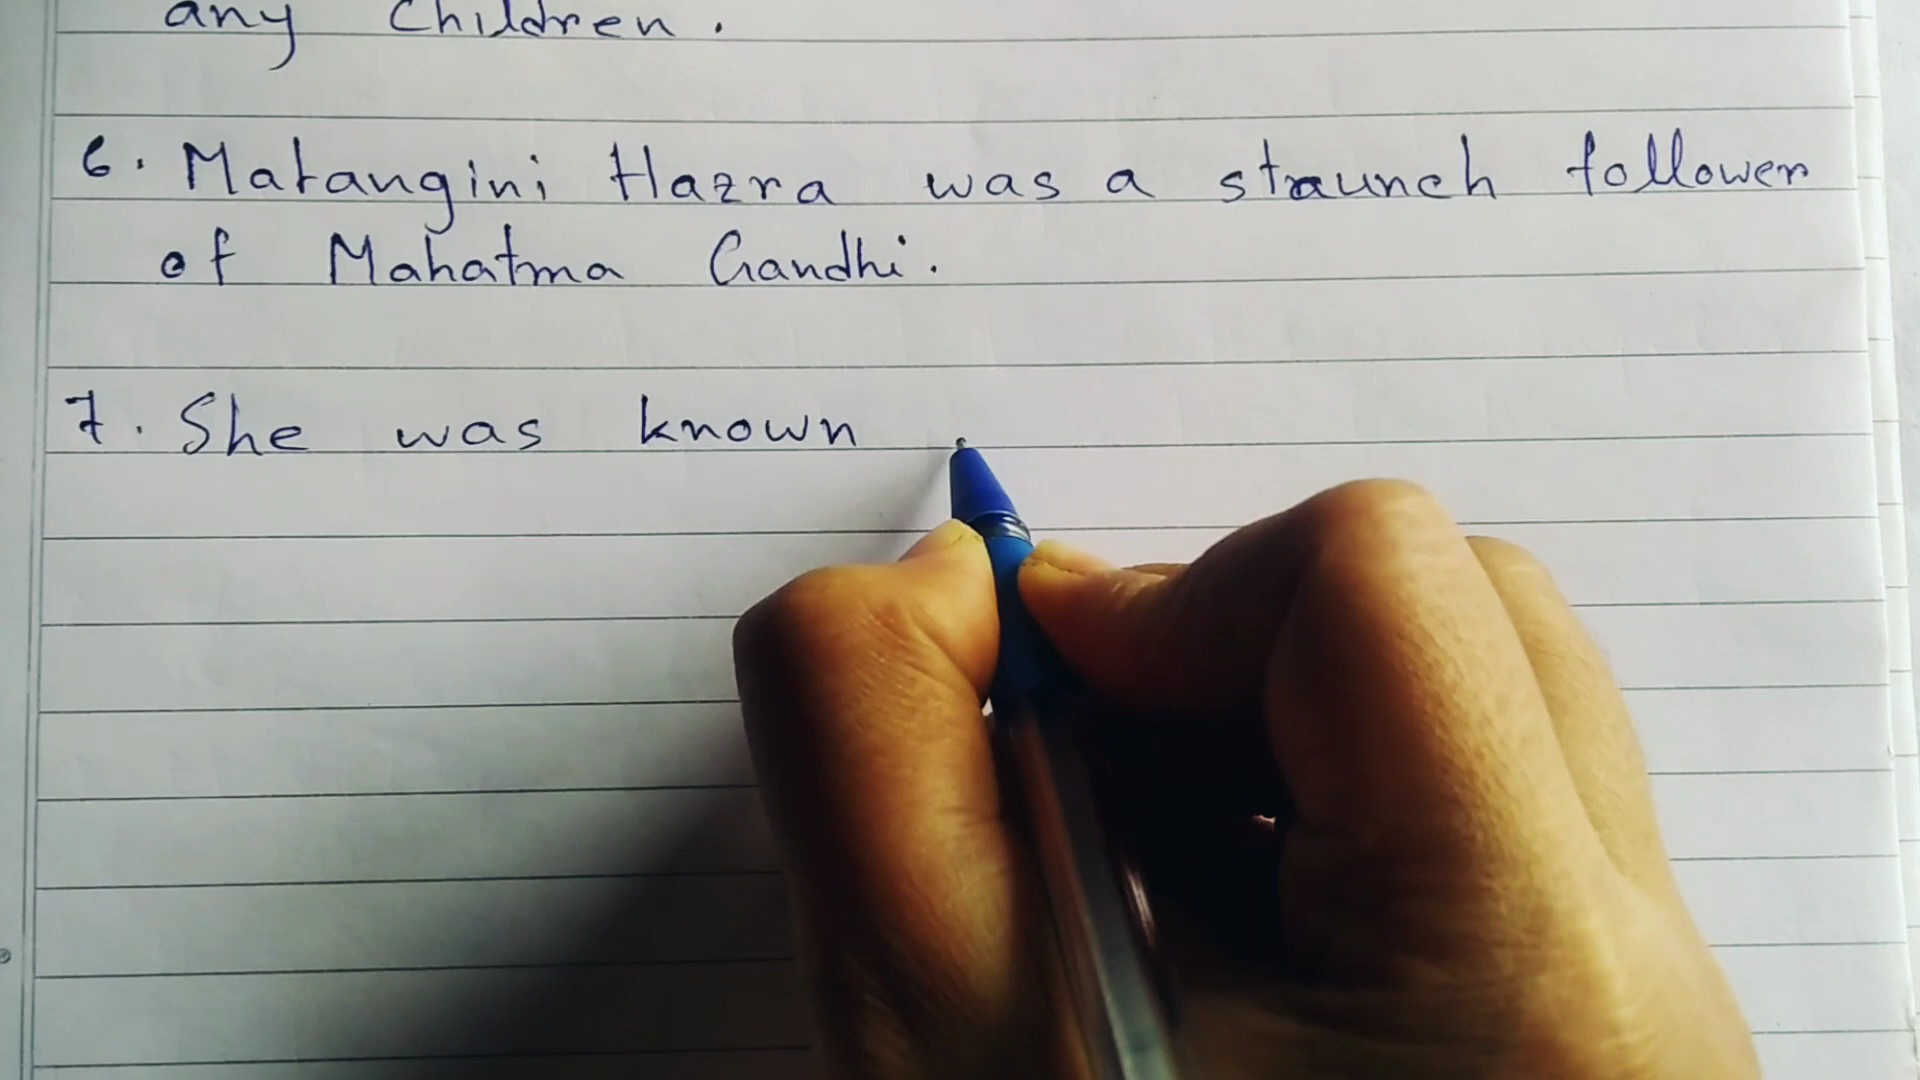 any Children.
6. Matangini Hazra was a staunch follower
of Mahatma Gandhi.
7. She was known